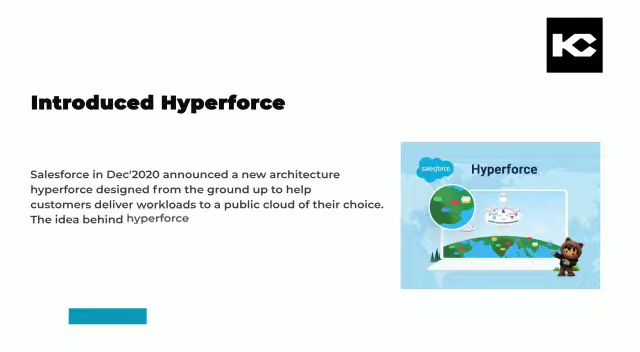 KC
Introduced Hyperforce
Salesforce in Dec'2020 announced a new architecture
hyperforce designed from the ground up to help
customers deliver workloads to a public cloud of their choice.
The idea behind hyperforce
salesforce
Hyperforce